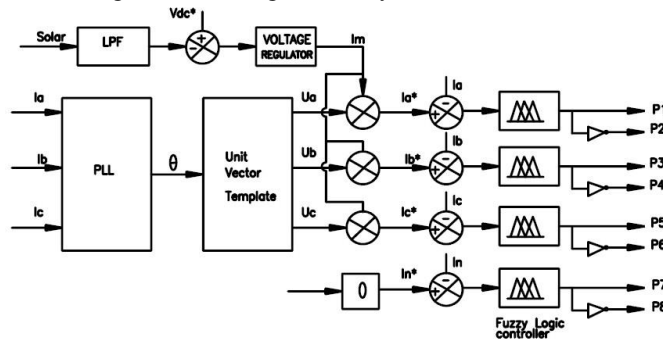 Vdc*
Solar
LPF
+
-
VOLTAGE
REGULATOR
Im
Ia
Ib
Ic
PLL
θ
Unit
Vector
Template
Ua
Ub
Uc
Ia*
Ia
-
+
P1
P2
Ib*
Ib
-
+
P3
P4
Ic*
Ic
-
+
P5
P6
0
In*
In
-
+
P7
P8
Fuzzy Logic
controller